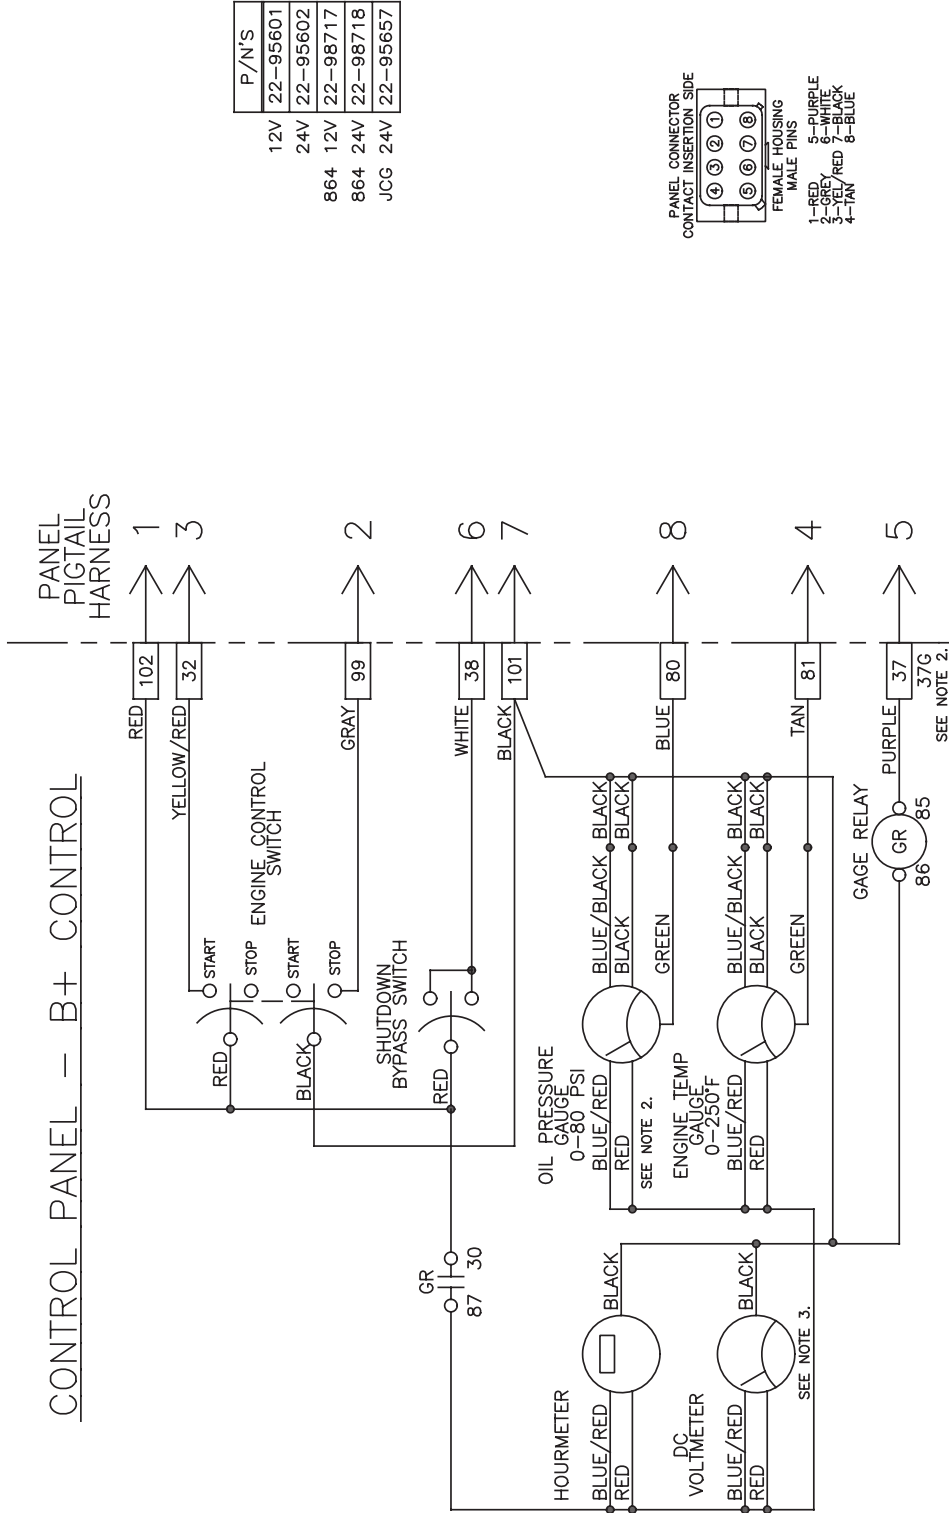 CONTROL PANEL - B+ CONTROL
PANEL
PIGTAIL
HARNESS
RED
102
1
YELLOW/RED
32
3
START
STOP
ENGINE CONTROL
SWITCH
RED
START
STOP
BLACK
GRAY
99
2
SHUTDOWN
BYPASS SWITCH
RED
WHITE
38
6
BLACK
101
7
GR
87
30
HOURMETER
BLUE/RED
RED
BLACK
OIL PRESSURE
GAUGE
0-80 PSI
BLUE/RED
RED
SEE NOTE 2.
BLUE/BLACK
BLACK
BLACK
BLACK
GREEN
BLUE
80
8
DC
VOLTMETER
BLUE/RED
RED
BLACK
SEE NOTE 3.
ENGINE TEMP
GAUGE
0-250°F
BLUE/RED
RED
BLUE/BLACK
BLACK
BLACK
BLACK
GREEN
TAN
81
4
GAGE RELAY
86
GR
85
PURPLE
37
37G
SEE NOTE 2.
5
P/N'S
12V 22-95601
24V 22-95602
864 12V 22-98717
864 24V 22-98718
JCG 24V 22-95657
PANEL CONNECTOR
CONTACT INSERTION SIDE
4 3 2 1
5 6 7 8
FEMALE HOUSING
MALE PINS
1-RED 5-PURPLE
2-GREY 6-WHITE
3-YEL/RED 7-BLACK
4-TAN 8-BLUE